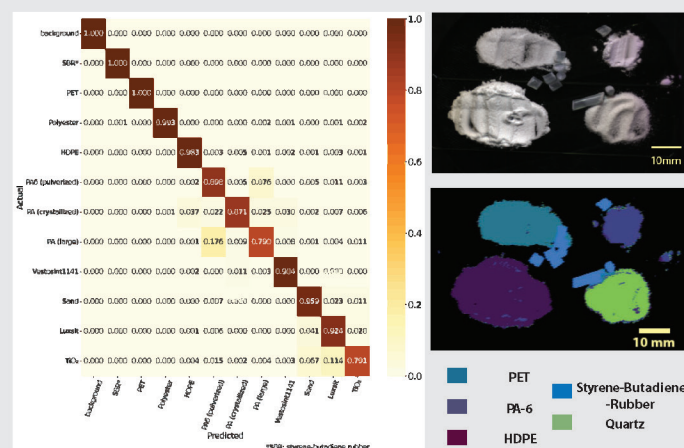 background 1.000 0.000 0.000 0.000 0.000 0.000 0.000 0.000 0.000 0.000 0.000 0.000
SBR* 0.000 1.000 0.000 0.000 0.000 0.000 0.000 0.000 0.000 0.000 0.000 0.000
PET 0.000 0.000 1.000 0.000 0.000 0.000 0.000 0.000 0.000 0.000 0.000 0.000
Polyester 0.000 0.001 0.000 0.993 0.000 0.000 0.000 0.002 0.001 0.000 0.002
HDPE 0.000 0.000 0.000 0.000 0.983 0.003 0.005 0.001 0.002 0.001 0.003 0.001
PA6 (pulverized) 0.000 0.000 0.000 0.000 0.002 0.898 0.005 0.076 0.000 0.005 0.011 0.003
PA (crystallized) 0.000 0.000 0.000 0.001 0.037 0.022 0.871 0.025 0.002 0.007 0.006
PA (large) 0.000 0.000 0.000 0.000 0.000 0.176 0.009 0.790 0.008 0.001 0.004 0.011
Vestosint1141 0.000 0.000 0.000 0.000 0.002 0.000 0.011 0.003 0.984 0.000 0.000
Sand 0.000 0.000 0.000 0.000 0.000 0.007 0.000 0.000 0.959 0.023 0.011
0.000 0.000 0.000 0.000 0.001 0.006 0.000 0.000 0.000 0.041 0.924
TiO₂ 0.000 0.000 0.000 0.000 0.004 0.015 0.002 0.004 0.003 0.114 0.791
Actual
background SBR* PET Polyester HDPE PA6 (pulverized) PA (crystallized) PA (large) Vestosint1141 Sand TiO₂
Predicted
*SBR: styrene-butadiene rubber
1.0
0.8
0.6
0.4
0.2
0.0
10mm
10 mm
PET
PA-6
HDPE
Styrene-Butadiene
-Rubber
Quartz